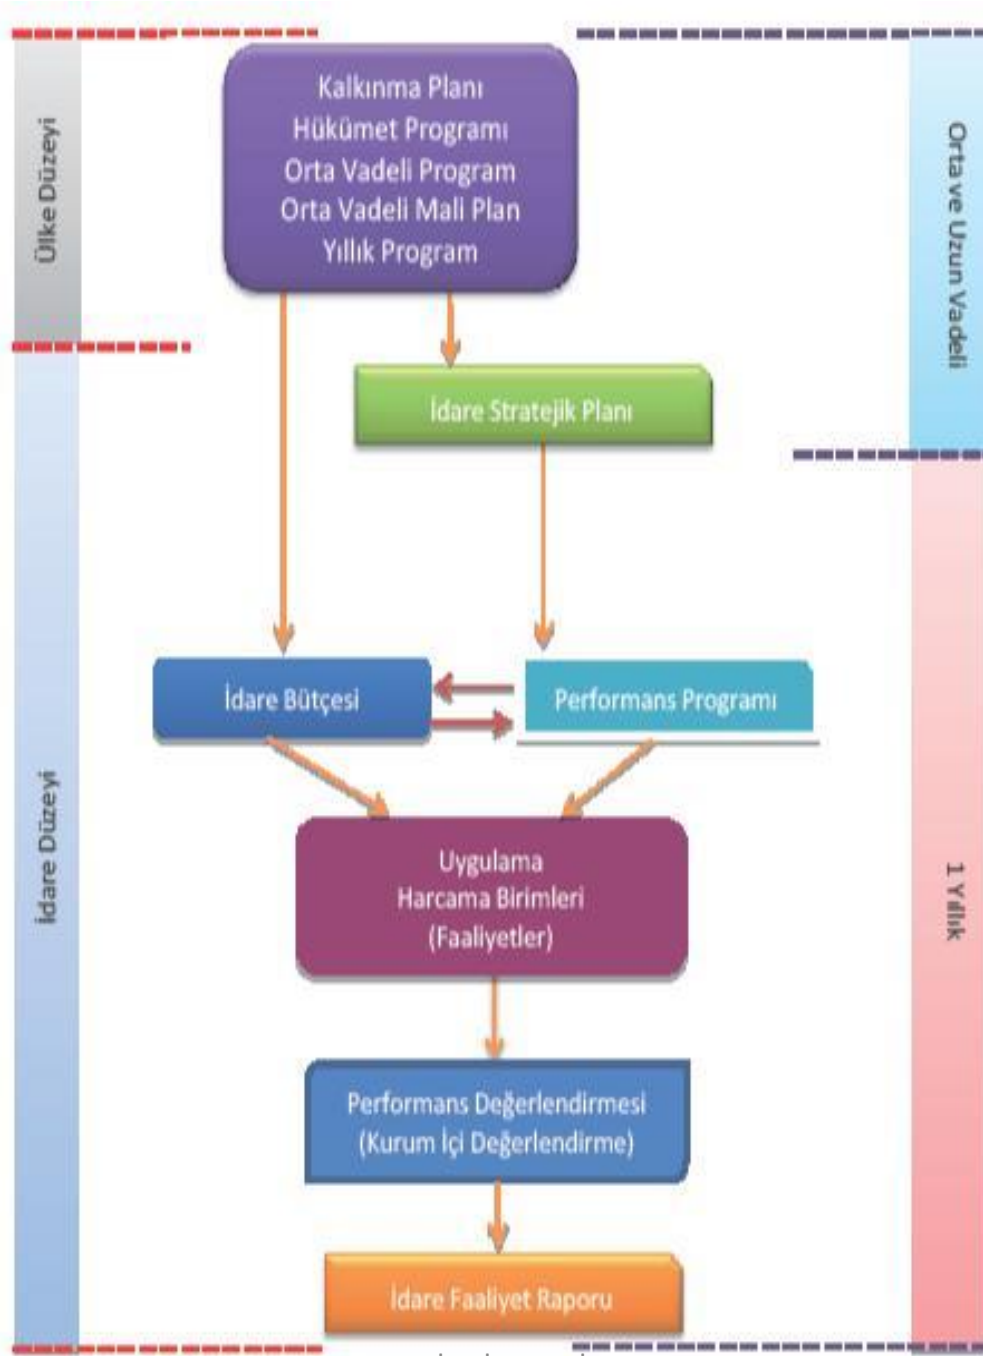 Ülke Düzeyi
Kalkınma Planı
Hükümet Programı
Orta Vadeli Program
Orta Vadeli Mali Plan
Yıllık Program
Orta ve Uzun Vadeli
İdare Stratejik Planı
İdare Bütçesi
Performans Programı
İdare Düzeyi
Uygulama
Harcama Birimleri
(Faaliyetler)
1 Yıllık
Performans Değerlendirmesi
(Kurum İçi Değerlendirme)
İdare Faaliyet Raporu